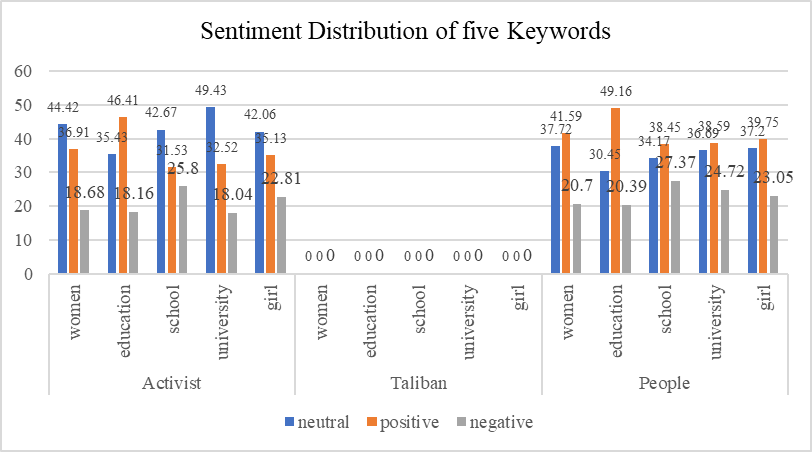 Sentiment Distribution of five Keywords
60
50
40
30
20
10
0
44.42 36.91 18.68
35.43 46.41 18.16
42.67 31.53 25.8
49.43 32.52 18.04
42.06 35.13 22.81
0 0 0
0 0 0
0 0 0
0 0 0
0 0 0
37.72 41.59 20.7
30.45 49.16 20.39
34.17 38.45 27.37
36.69 38.59 24.72
37.2 39.75 23.05
women education school university girl women education school university girl women education school university girl
Activist Taliban People
neutral positive negative